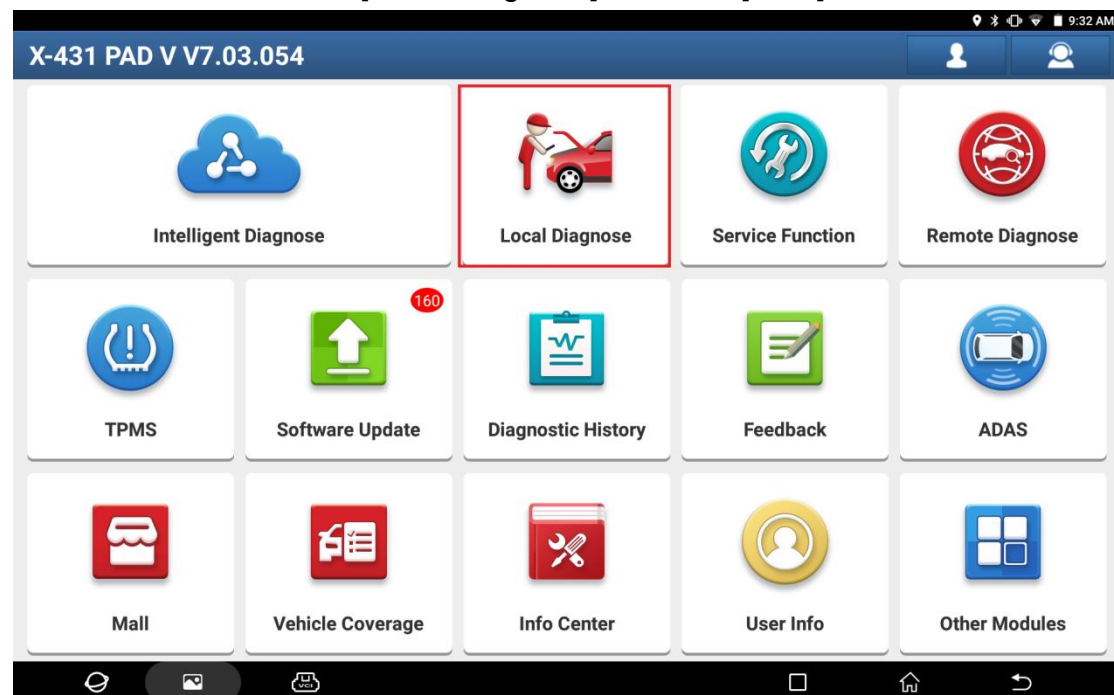 9:32 AM
X-431 PAD V V7.03.054
Intelligent Diagnose
Local Diagnose
Service Function
Remote Diagnose
160
TPMS
Software Update
Diagnostic History
Feedback
ADAS
Mall
Vehicle Coverage
Info Center
User Info
Other Modules
VCI